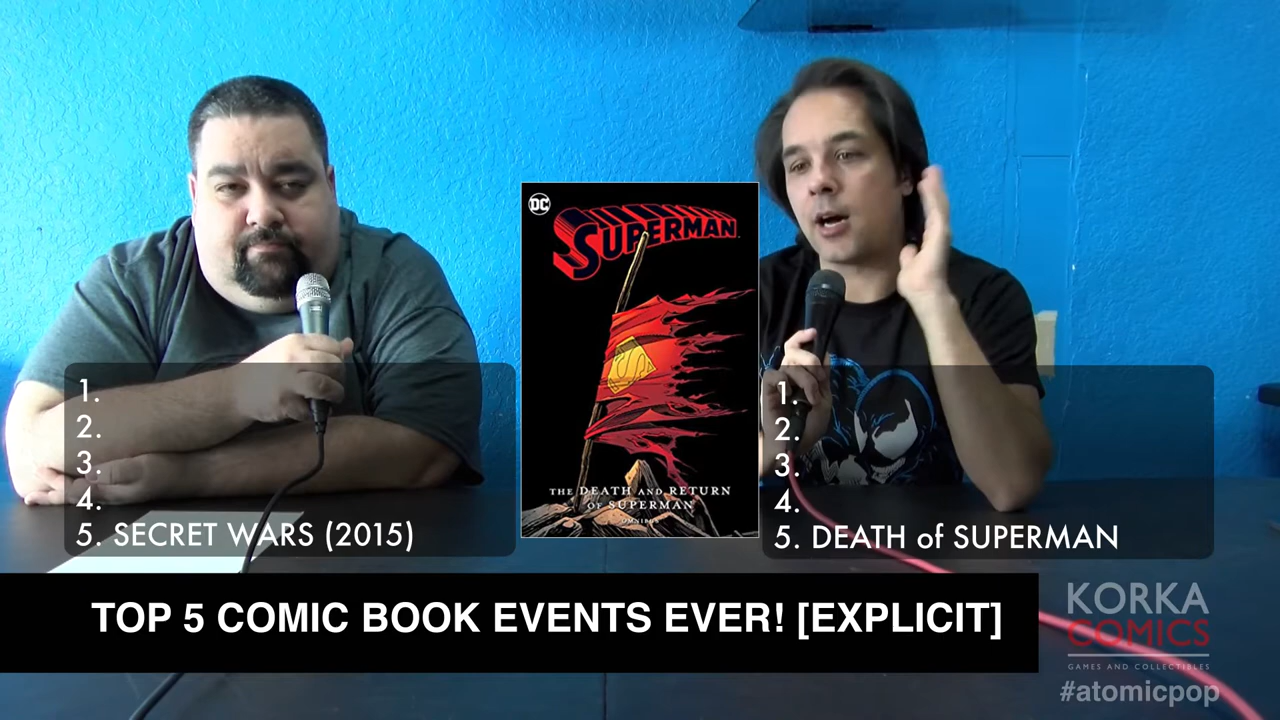 DC
SUPERMAN
THE DEATH AND RETURN
OF SUPERMAN
OMNIBUS
1.
2.
3.
4.
5. SECRET WARS (2015)
1.
2.
3.
4.
5. DEATH of SUPERMAN
TOP 5 COMIC BOOK EVENTS EVER! [EXPLICIT]
KORKA
COMICS
GAMES AND COLLECTIBLES
#atomicpop